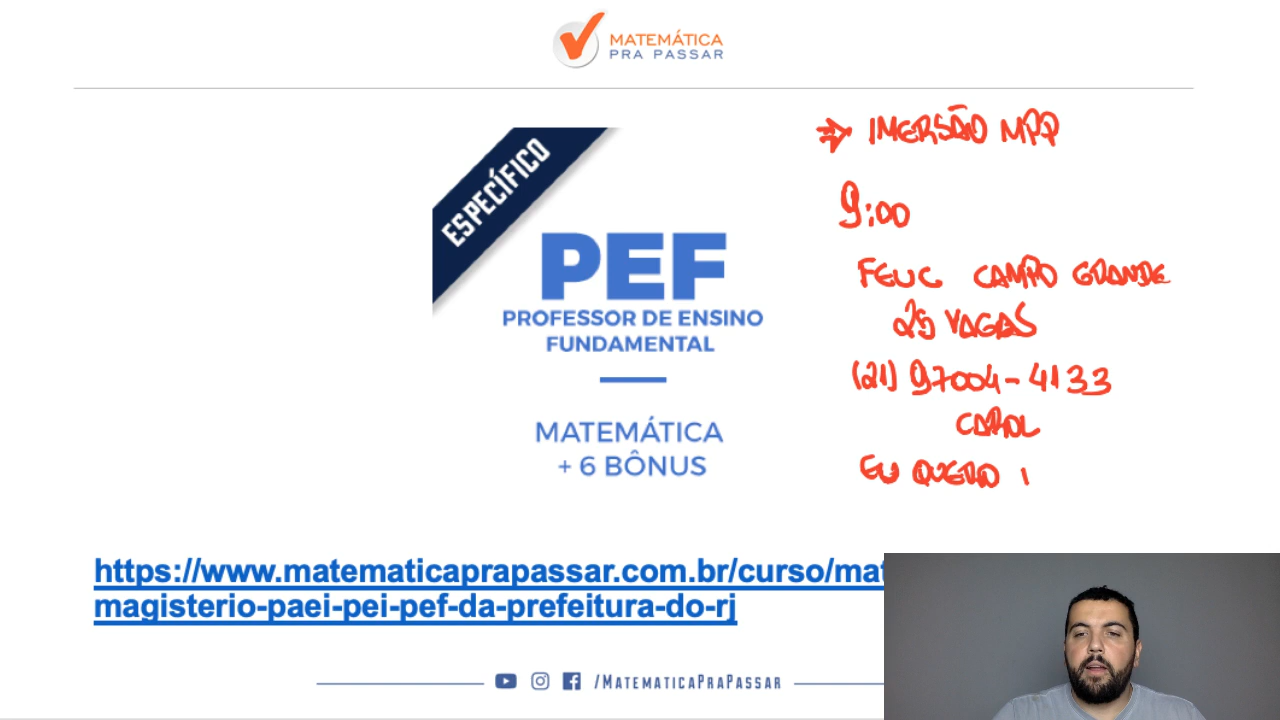 MATEMÁTICA
PRA PASSAR
⇒ IMERSÃO MPP
ESPECÍFICO
9:00
PEF
FEUC CAMPO GRANDE
PROFESSOR DE ENSINO
25 VAGAS
FUNDAMENTAL
(21) 97004-4133
MATEMÁTICA
CAROL
+ 6 BÔNUS
EU QUERO I
https://www.matematicaprapassar.com.br/curso/mat
magisterio-paei-pei-pef-da-prefeitura-do-rj
/MATEMATICAPRAPASSAR